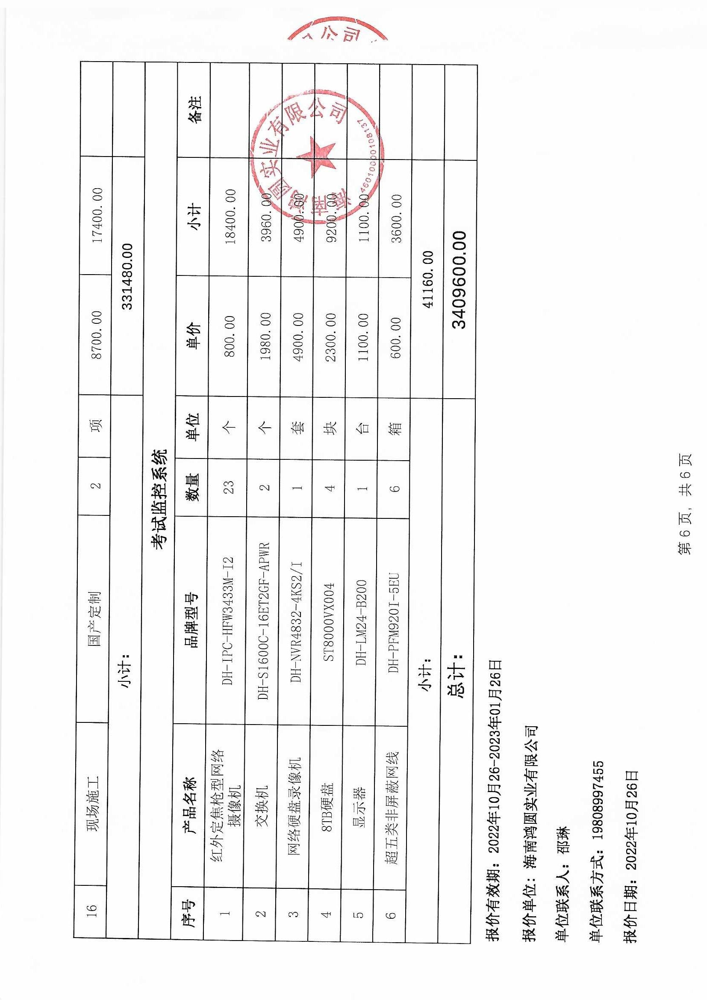 16 现场施工 国产定制 2 项 8700.00 17400.00
小计： 331480.00
考试监控系统
序号 产品名称 品牌型号 数量 单位 单价 小计 备注
1 红外定焦枪型网络 DH-IPC-HFW3433M-I2 23 个 800.00 18400.00
摄像机
2 交换机 DH-S1600C-16ET2GF-APWR 2 个 1980.00 3960.00
3 网络硬盘录像机 DH-NVR4832-4KS2/I 1 套 4900.00 4900.00
4 8TB硬盘 ST8000VX004 4 块 2300.00 9200.00
5 显示器 DH-LM24-B200 1 台 1100.00 1100.00
6 超五类非屏蔽网线 DH-PFM920I-5EU 6 箱 600.00 3600.00
小计： 41160.00
总计： 3409600.00
海南鸿圆实业有限公司
4601000108137
公司
报价有效期：2022年10月26-2023年01月26日
报价单位：海南鸿圆实业有限公司
单位联系人：邵琳
单位联系方式：19808997455
报价日期：2022年10月26日
第 6 页, 共 6 页